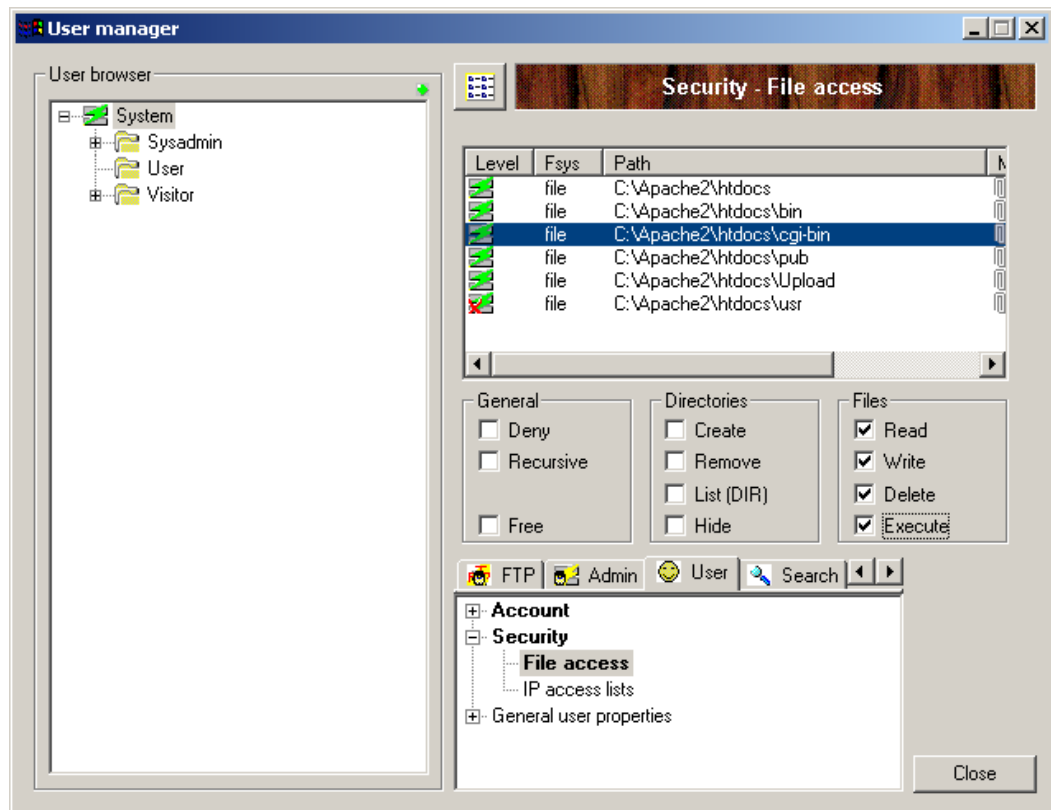 User manager
User browser
System
Sysadmin
User
Visitor
Security - File access
Level Fsys Path
file C:\Apache2\htdocs
file C:\Apache2\htdocs\bin
file C:\Apache2\htdocs\cgi-bin
file C:\Apache2\htdocs\pub
file C:\Apache2\htdocs\Upload
file C:\Apache2\htdocs\usr
General Directories Files
Deny Create Read
Recursive Remove Write
List (DIR) Delete
Free Hide Execute
FTP Admin User Search
Account
Security
File access
IP access lists
General user properties
Close